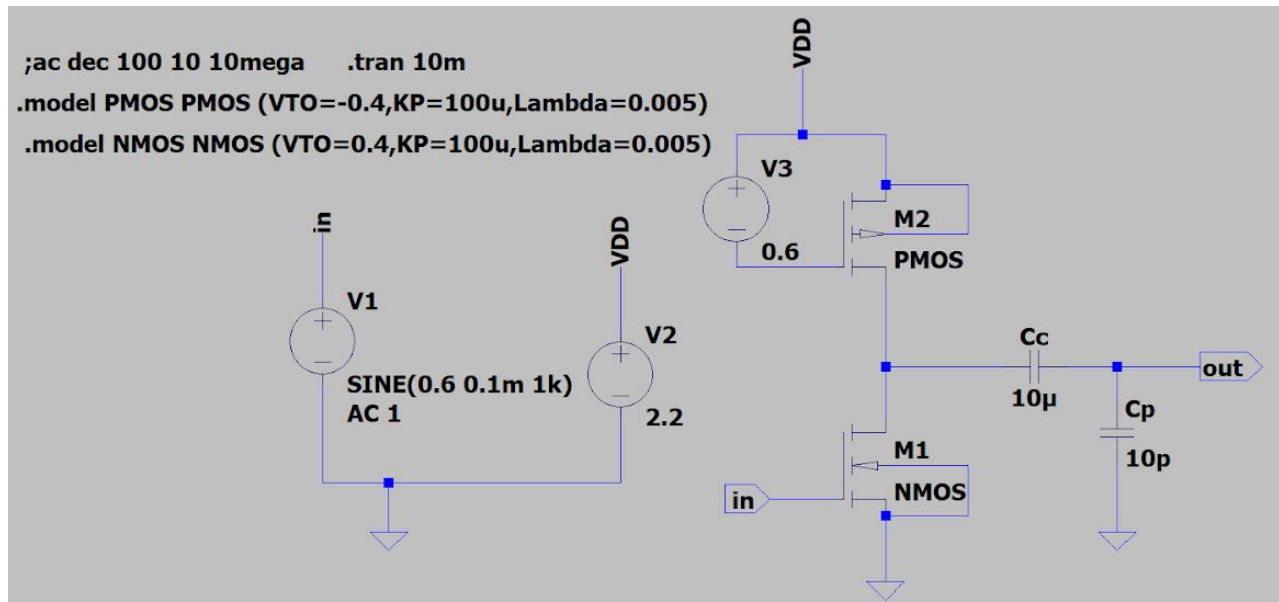 ;ac dec 100 10 10mega .tran 10m
.model PMOS PMOS (VTO=-0.4,KP=100u,Lambda=0.005)
.model NMOS NMOS (VTO=0.4,KP=100u,Lambda=0.005)
VDD
V3
0.6
M2
PMOS
in
V1
SINE(0.6 0.1m 1k)
AC 1
VDD
V2
2.2
Cc
10µ
out
Cp
10p
M1
NMOS
in